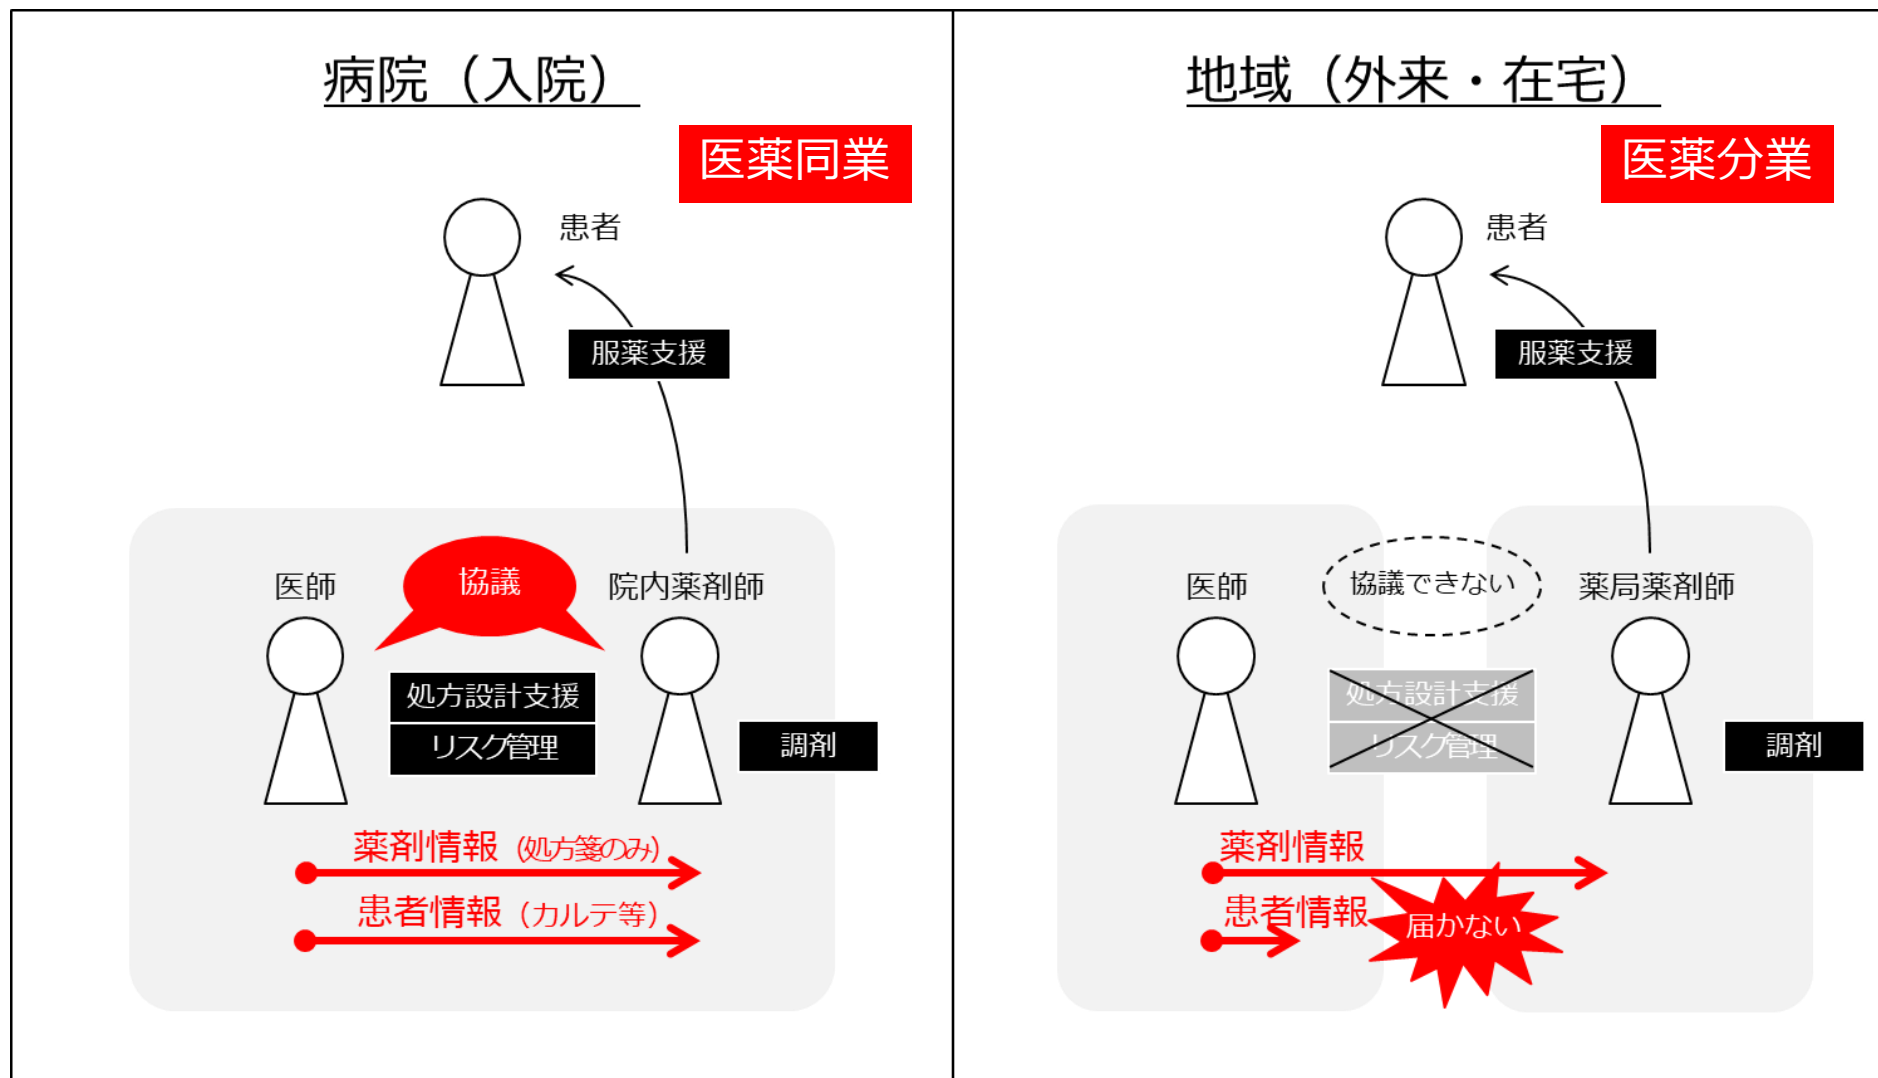 病院（入院）
医薬同業
患者
服薬支援
医師
協議
院内薬剤師
処方設計支援
リスク管理
調剤
薬剤情報（処方箋のみ）
患者情報（カルテ等）
地域（外来・在宅）
医薬分業
患者
服薬支援
医師
協議できない
薬局薬剤師
処方設計支援
リスク管理
調剤
薬剤情報
患者情報
届かない